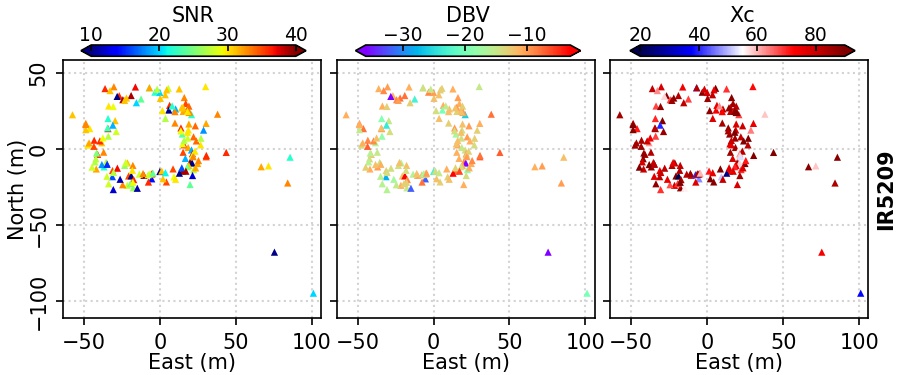 SNR DBV Xc
10 20 30 40 −30 −20 −10 20 40 60 80
50
0
−50
−100
North (m)
IR5209
−50 0 50 100 −50 0 50 100 −50 0 50 100
East (m) East (m) East (m)